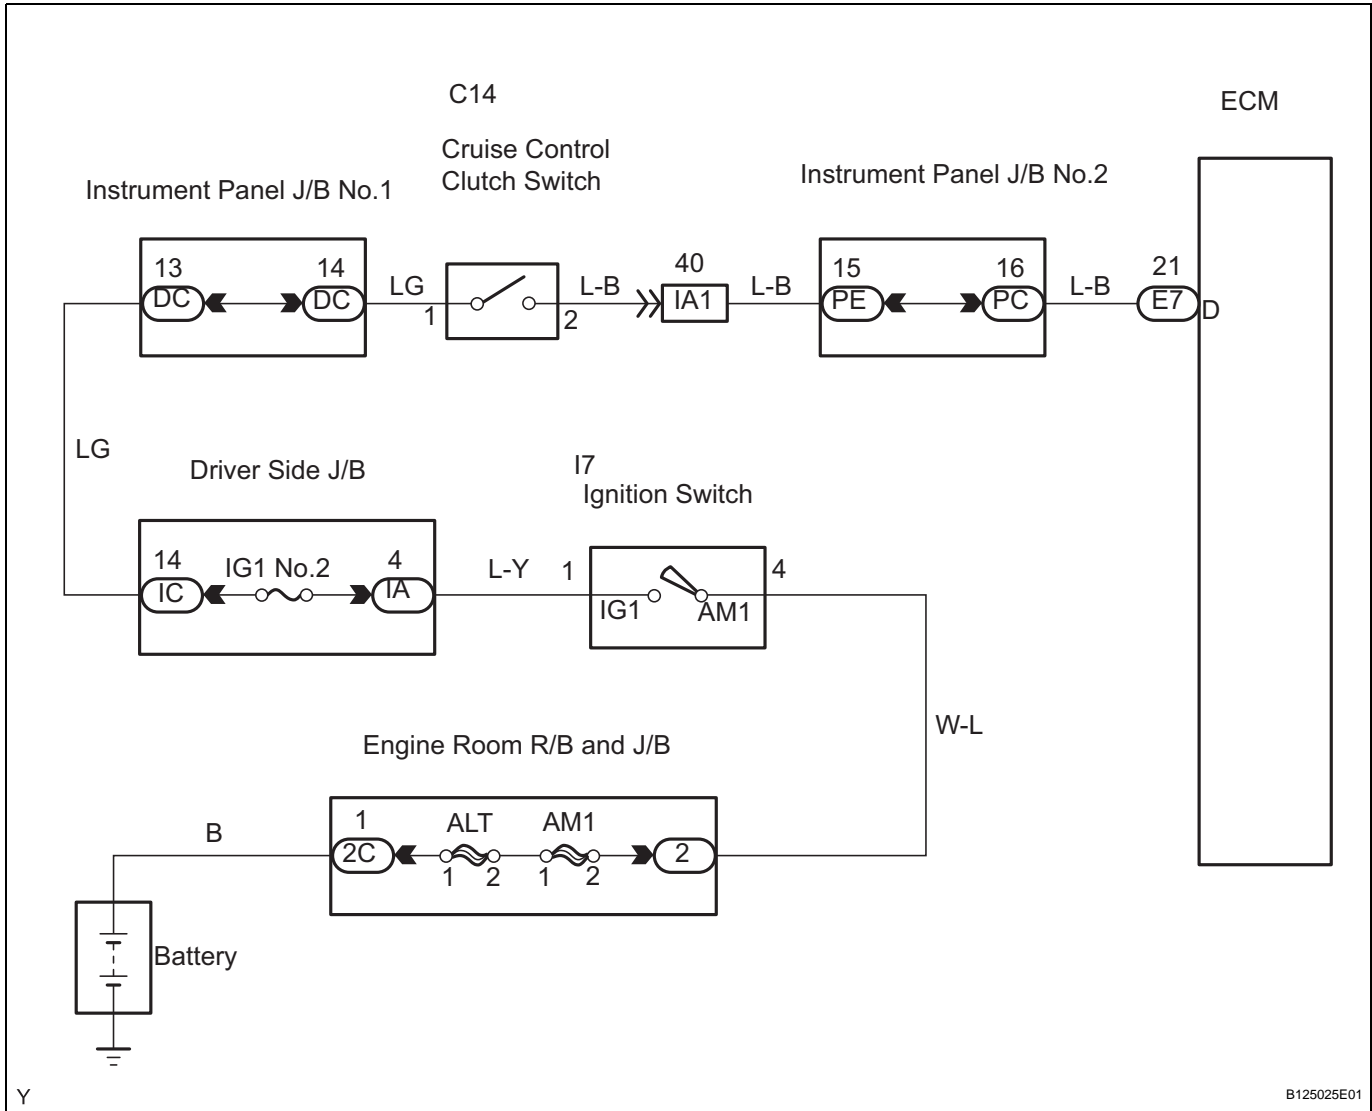 C14
ECM
Cruise Control
Clutch Switch
Instrument Panel J/B No.1
Instrument Panel J/B No.2
13
14
40
15
16
21
DC
DC
LG
1
2
L-B
IA1
L-B
PE
PC
L-B
E7
D
LG
Driver Side J/B
I7
Ignition Switch
14
IG1 No.2
4
L-Y
1
4
IC
IA
IG1
AM1
W-L
Engine Room R/B and J/B
B
1
ALT
AM1
2C
2
1
2
1
2
Battery
Y
B125025E01